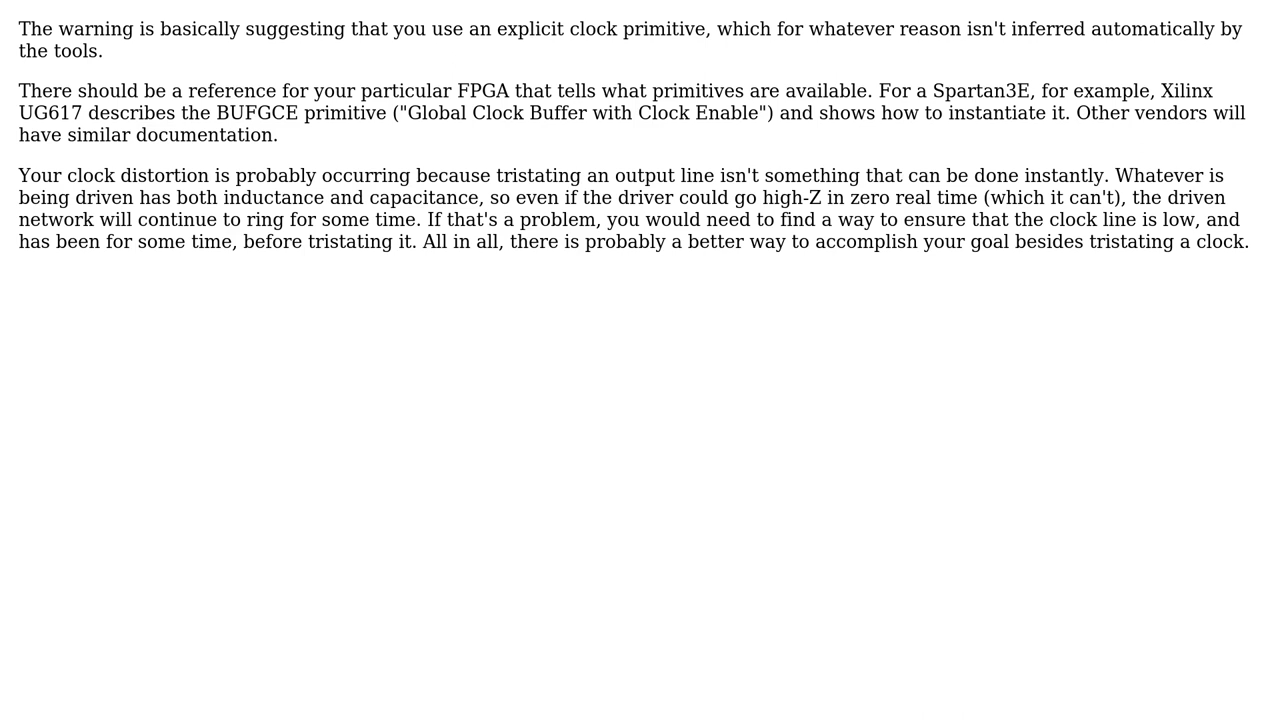 The warning is basically suggesting that you use an explicit clock primitive, which for whatever reason isn't inferred automatically by
the tools.
There should be a reference for your particular FPGA that tells what primitives are available. For a Spartan3E, for example, Xilinx
UG617 describes the BUFGCE primitive ("Global Clock Buffer with Clock Enable") and shows how to instantiate it. Other vendors will
have similar documentation.
Your clock distortion is probably occurring because tristating an output line isn't something that can be done instantly. Whatever is
being driven has both inductance and capacitance, so even if the driver could go high-Z in zero real time (which it can't), the driven
network will continue to ring for some time. If that's a problem, you would need to find a way to ensure that the clock line is low, and
has been for some time, before tristating it. All in all, there is probably a better way to accomplish your goal besides tristating a clock.